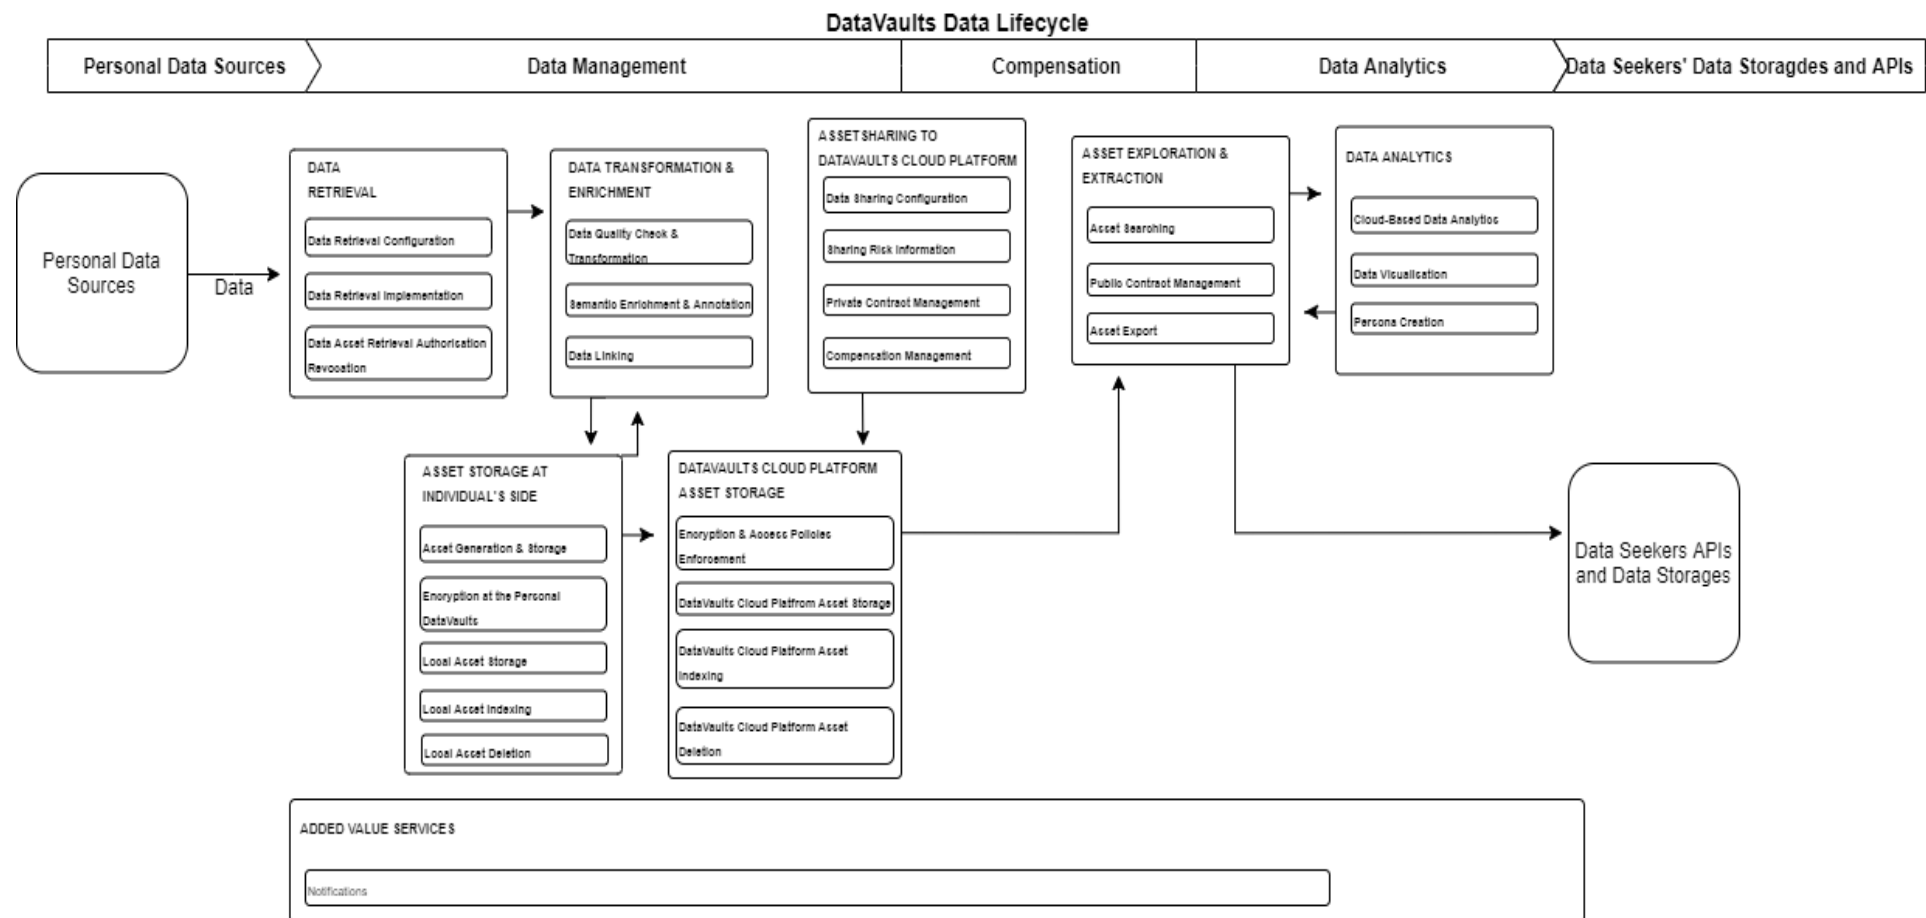 DataVaults Data Lifecycle
Personal Data Sources
Data Management
Compensation
Data Analytics
Data Seekers' Data Storagdes and APIs
Personal Data
Sources
Data
DATA
RETRIEVAL
Data Retrieval Configuration
Data Retrieval Implementation
Data Asset Retrieval Authorisation
Revocation
DATA TRANSFORMATION &
ENRICHMENT
Data Quality Check &
Transformation
Semantic Enrichment & Annotation
Data Linking
ASSET SHARING TO
DATAVAULTS CLOUD PLATFORM
Data Sharing Configuration
Sharing Risk Information
Private Contract Management
Compensation Management
ASSET EXPLORATION &
EXTRACTION
Asset Searching
Public Contract Management
Asset Export
DATA ANALYTICS
Cloud-Based Data Analytics
Data Visualisation
Persona Creation
ASSET STORAGE AT
INDIVIDUAL'S SIDE
Asset Generation & Storage
Encryption at the Personal
DataVaults
Local Asset Storage
Local Asset Indexing
Local Asset Deletion
DATAVAULTS CLOUD PLATFORM
ASSET STORAGE
Encryption & Access Policies
Enforcement
DataVaults Cloud Platfrom Asset Storage
DataVaults Cloud Platform Asset
Indexing
DataVaults Cloud Platform Asset
Deletion
Data Seekers APIs
and Data Storages
ADDED VALUE SERVICES
Notifications